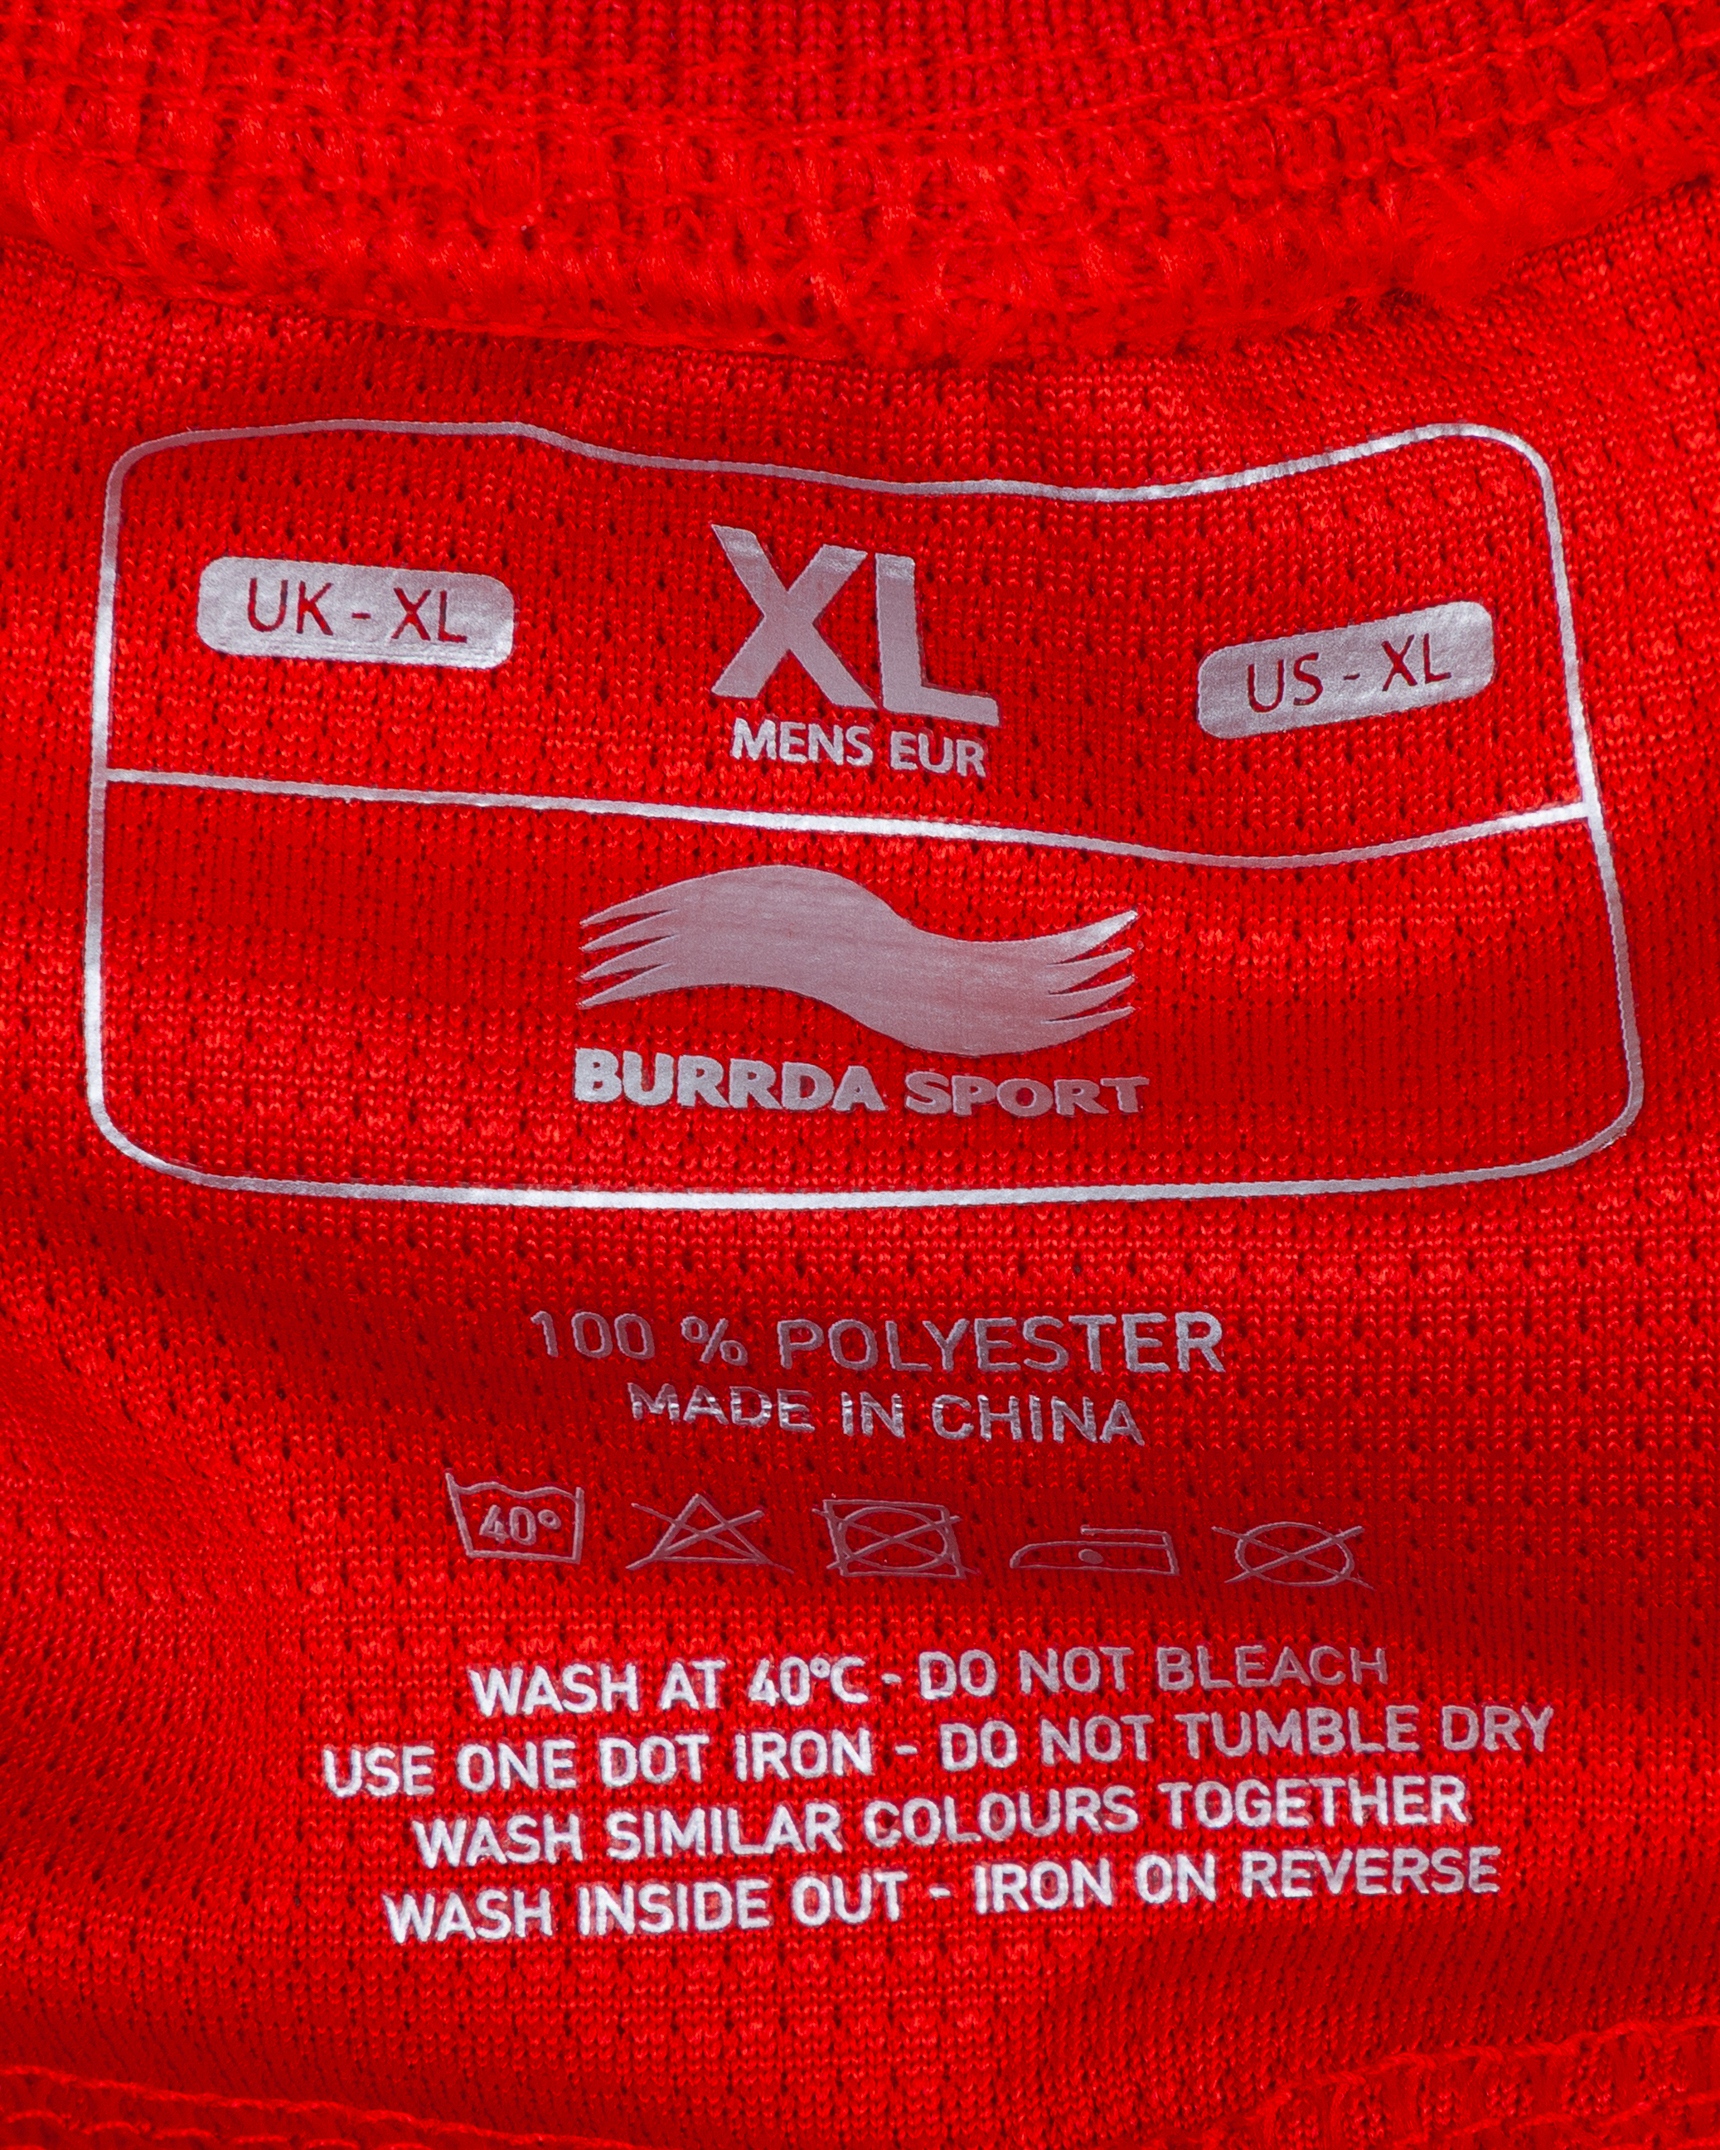 UK - XL
XL
US - XL
MENS EUR
BURRDA SPORT
100 % POLYESTER
MADE IN CHINA
40°
WASH AT 40°C - DO NOT BLEACH
USE ONE DOT IRON - DO NOT TUMBLE DRY
WASH SIMILAR COLOURS TOGETHER
WASH INSIDE OUT - IRON ON REVERSE